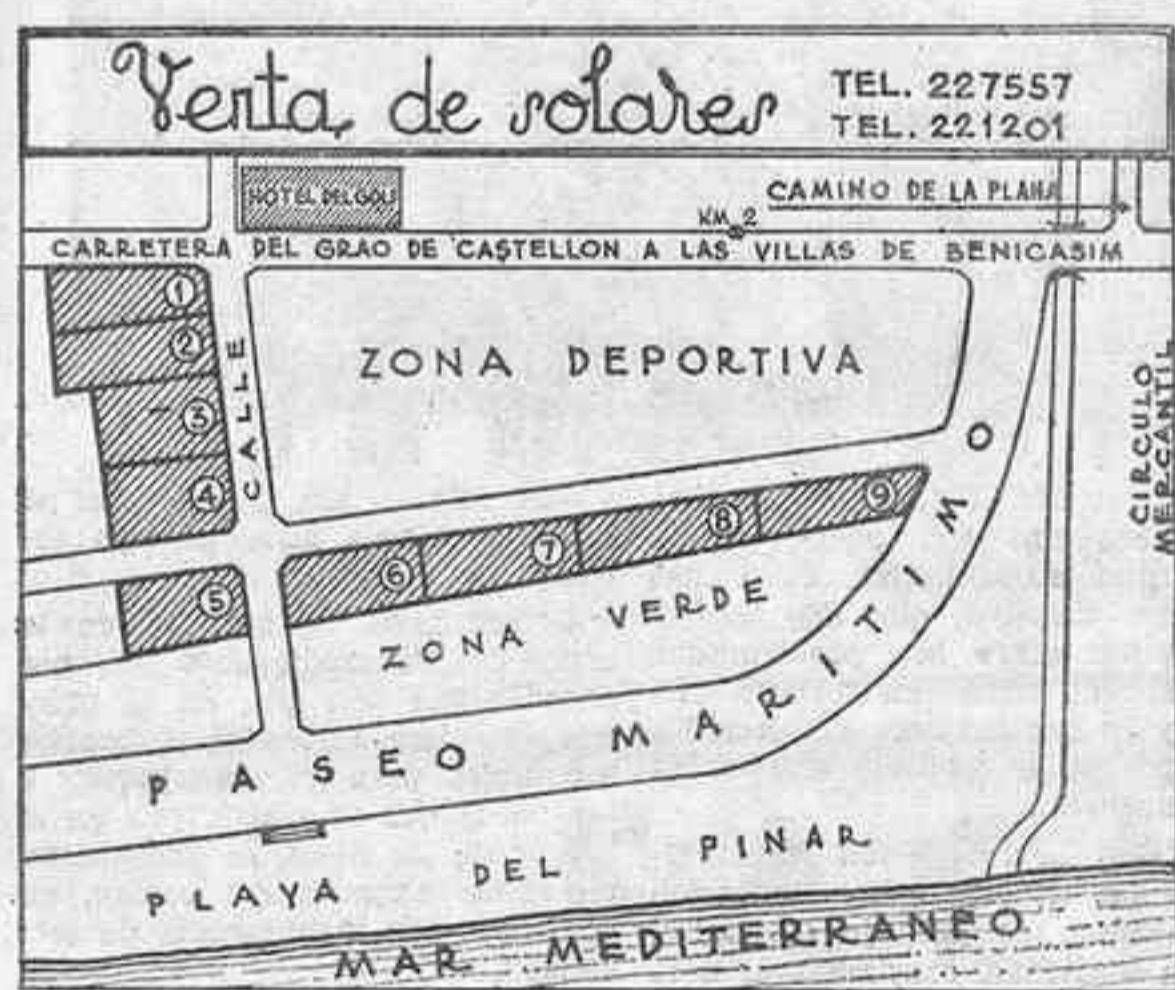 Venta de solares
TEL. 227557
TEL. 221201
HOTEL DEL GOLF
CAMINO DE LA PLANA
KM. 2
CARRETERA DEL GRAO DE CASTELLON A LAS VILLAS DE BENICASIM
1
2
3
4
5
CALLE
ZONA DEPORTIVA
6
7
8
9
ZONA VERDE
CIRCULO
MERCANTIL
PASEO MARITIMO
PLAYA DEL PINAR
MAR MEDITERRANEO